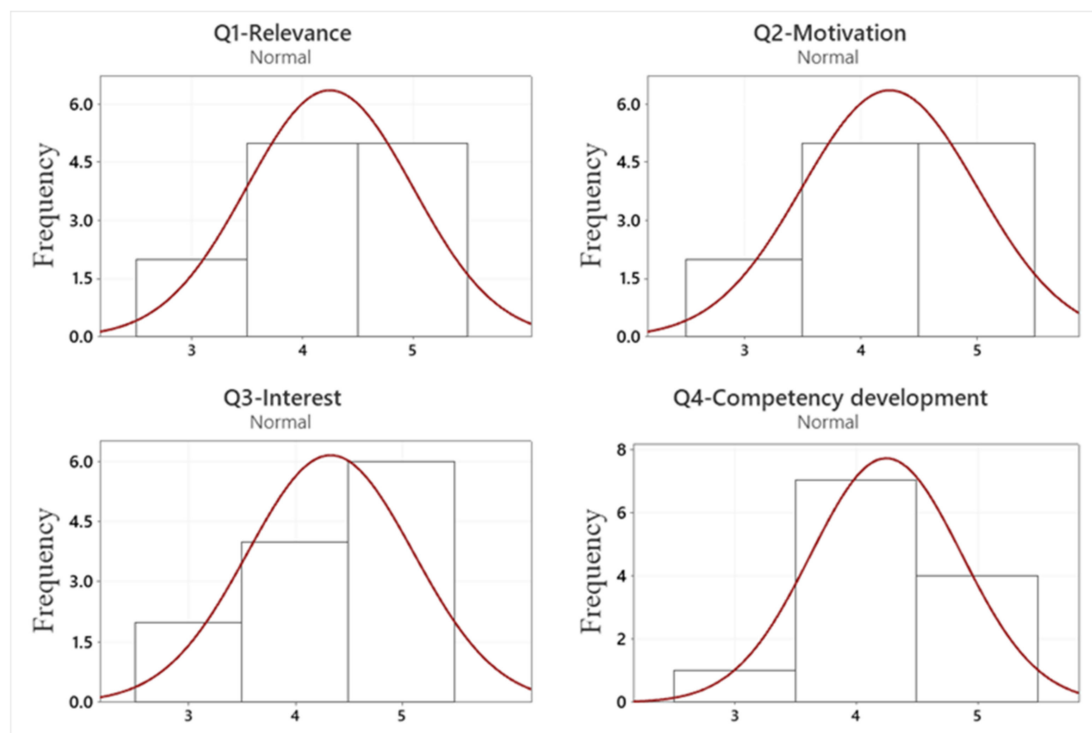 Q1-Relevance
Normal
Frequency
6.0
4.5
3.0
1.5
0.0
3 4 5
Q2-Motivation
Normal
Frequency
6.0
4.5
3.0
1.5
0.0
3 4 5
Q3-Interest
Normal
Frequency
6.0
4.5
3.0
1.5
0.0
3 4 5
Q4-Competency development
Normal
Frequency
8
6
4
2
0
3 4 5